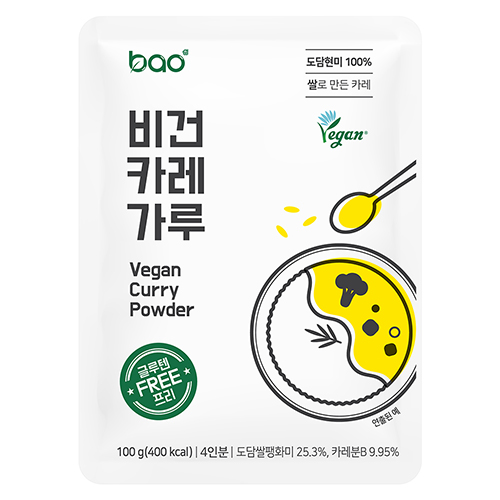 bao
도담현미 100%
쌀로 만든 카레
Vegan®
비건
카레
가루
Vegan
Curry
Powder
글루텐
FREE
프리
연출된 예
100 g(400 kcal) | 4인분 | 도담쌀팽화미 25.3%, 카레분B 9.95%